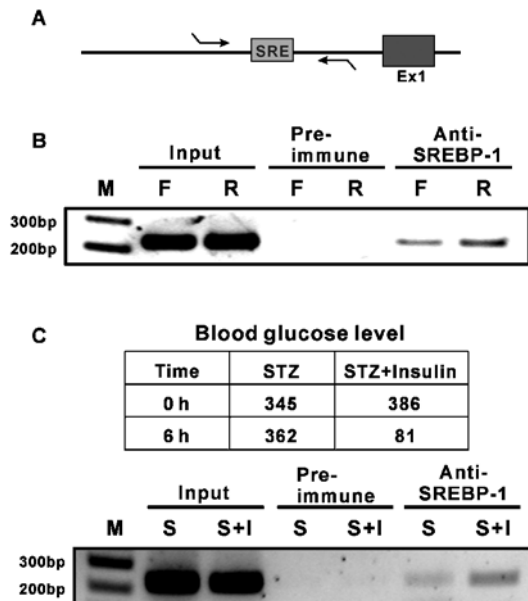 A
SRE
Ex1
B
Input Pre-immune Anti-SREBP-1
M F R F R F R
300bp
200bp
C
Blood glucose level
Time STZ STZ+Insulin
0 h 345 386
6 h 362 81
Input Pre-immune Anti-SREBP-1
M S S+I S S+I S S+I
300bp
200bp